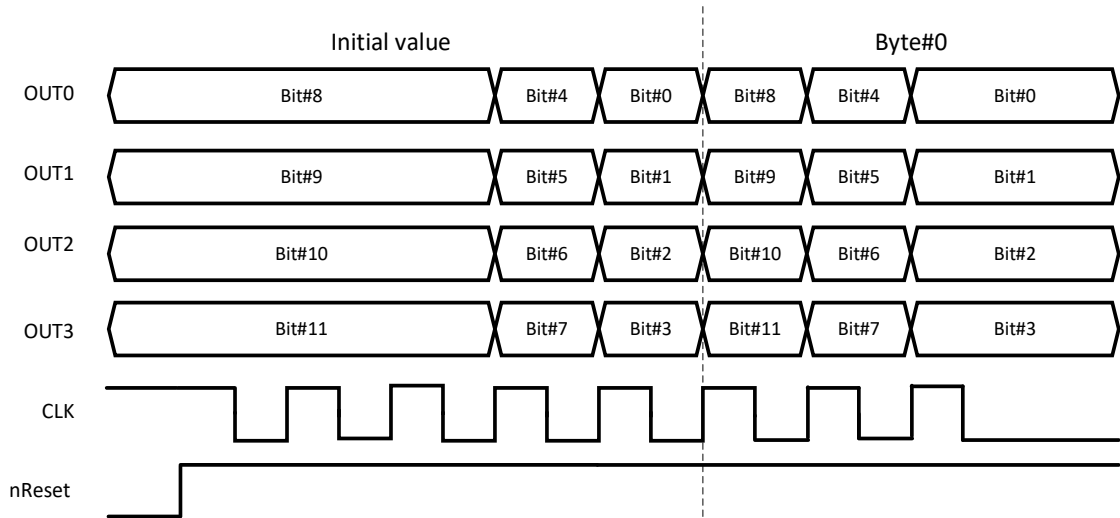 Initial value Byte#0
OUT0 Bit#8 Bit#4 Bit#0 Bit#8 Bit#4 Bit#0
OUT1 Bit#9 Bit#5 Bit#1 Bit#9 Bit#5 Bit#1
OUT2 Bit#10 Bit#6 Bit#2 Bit#10 Bit#6 Bit#2
OUT3 Bit#11 Bit#7 Bit#3 Bit#11 Bit#7 Bit#3
CLK
nReset